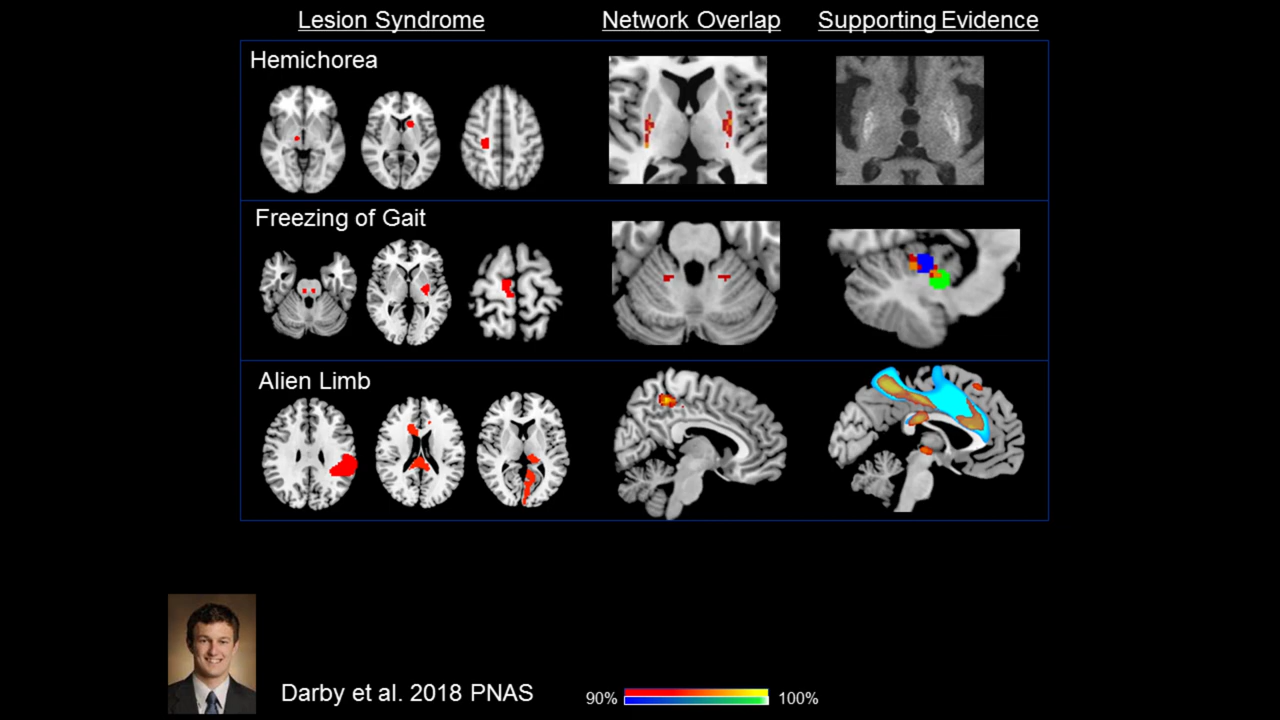 Lesion Syndrome
Network Overlap
Supporting Evidence
Hemichorea
Freezing of Gait
Alien Limb
Darby et al. 2018 PNAS
90%
100%